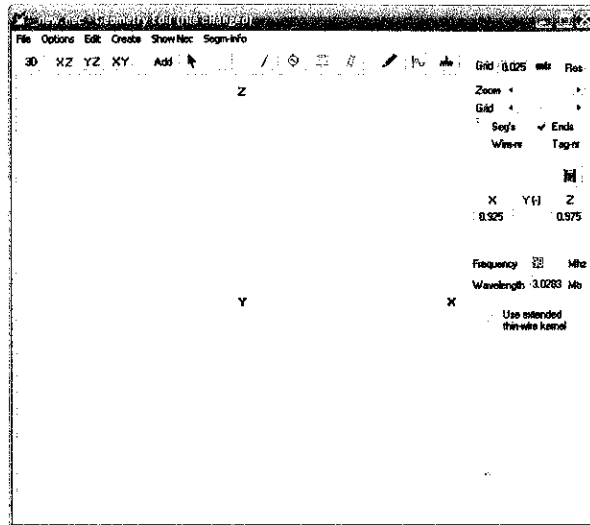 new.nec - Geometry Edit (file changed)
File Options Edit Create Show Nec Segm-info
3D XZ YZ XY Add
Grid 0.025 mtr Res
Zoom
Grid
Seg's Ends
Wire-nr Tag-nr
Z
X Y(-) Z
0.925 0.975
Frequency Mhz
Wavelength 3.0283 Mtr
Y X
Use extended
thin-wire kernel